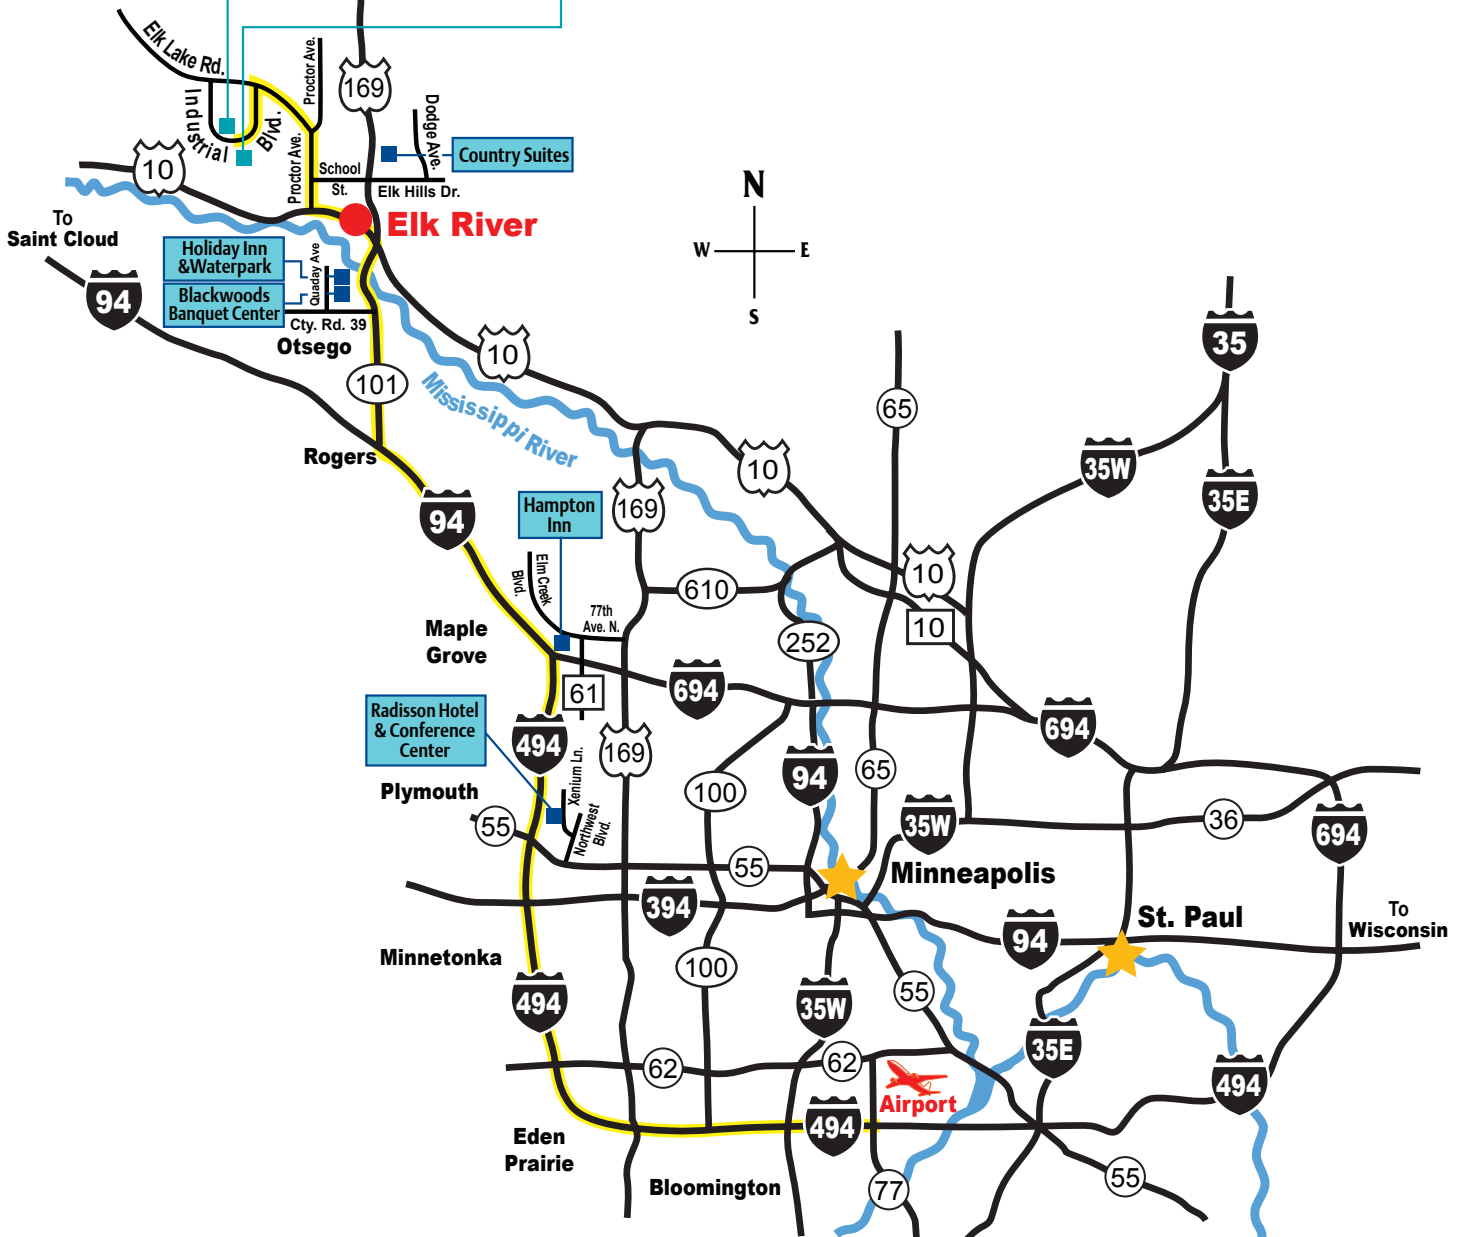 Elk Lake Rd.
Proctor Ave.
169
Industrial
Blvd.
Dodge Ave.
Country Suites
10
Proctor Ave.
School
St.
Elk Hills Dr.
N
W
E
S
To
Saint Cloud
Elk River
Holiday Inn
&Waterpark
Quaday Ave
Blackwoods
Banquet Center
Cty. Rd. 39
94
Otsego
10
35
101
Mississippi River
65
Rogers
10
35W
35E
94
Hampton
Inn
169
Elm Creek
Blvd.
610
10
77th
Ave. N.
10
Maple
Grove
252
61
694
Radisson Hotel
& Conference
Center
694
494
169
94
65
Xenium Ln.
Plymouth
100
55
Northwest
Blvd.
35W
36
694
55
Minneapolis
394
St. Paul
To
Wisconsin
94
Minnetonka
100
494
55
35W
35E
62
62
494
Airport
494
Eden
Prairie
55
Bloomington
77